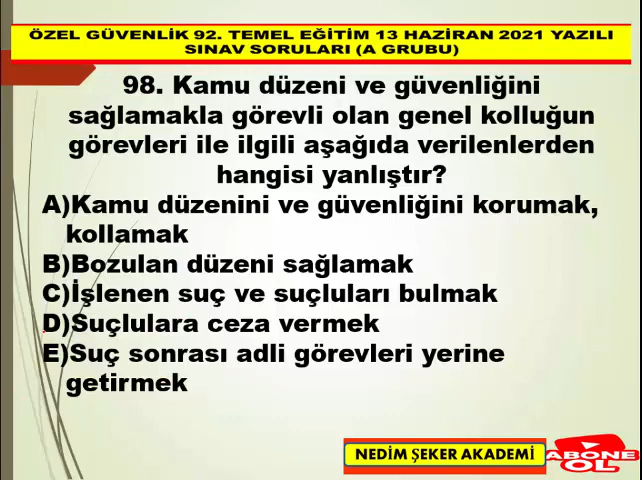 ÖZEL GÜVENLİK 92. TEMEL EĞİTİM 13 HAZİRAN 2021 YAZILI
SINAV SORULARI (A GRUBU)
98. Kamu düzeni ve güvenliğini
sağlamakla görevli olan genel kolluğun
görevleri ile ilgili aşağıda verilenlerden
hangisi yanlıştır?
A)Kamu düzenini ve güvenliğini korumak,
kollamak
B)Bozulan düzeni sağlamak
C)İşlenen suç ve suçluları bulmak
D)Suçlulara ceza vermek
E)Suç sonrası adli görevleri yerine
getirmek
NEDİM ŞEKER AKADEMİ
ABONE
OL